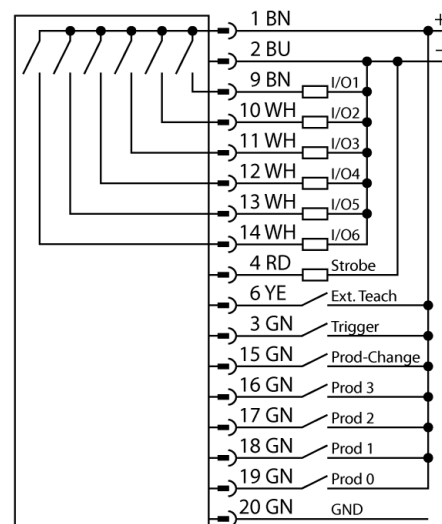 1 BN +
2 BU −
9 BN I/O1
10 WH I/O2
11 WH I/O3
12 WH I/O4
13 WH I/O5
14 WH I/O6
4 RD Strobe
6 YE Ext. Teach
3 GN Trigger
15 GN Prod-Change
16 GN Prod 3
17 GN Prod 2
18 GN Prod 1
19 GN Prod 0
20 GN GND